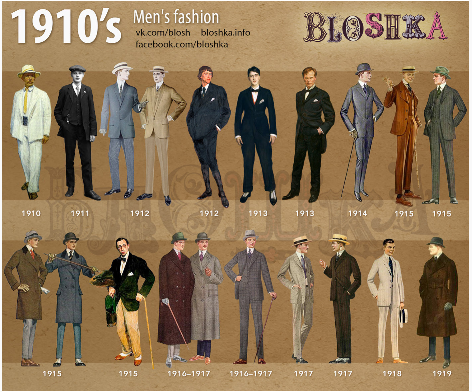 1910's
Men's fashion
vk.com/blosh bloshka.info
facebook.com/bloshka
BLOSHKA
1910 1911 1912 1912 1913 1913 1914 1915 1915
1915 1915 1916-1917 1916-1917 1917 1917 1918 1919